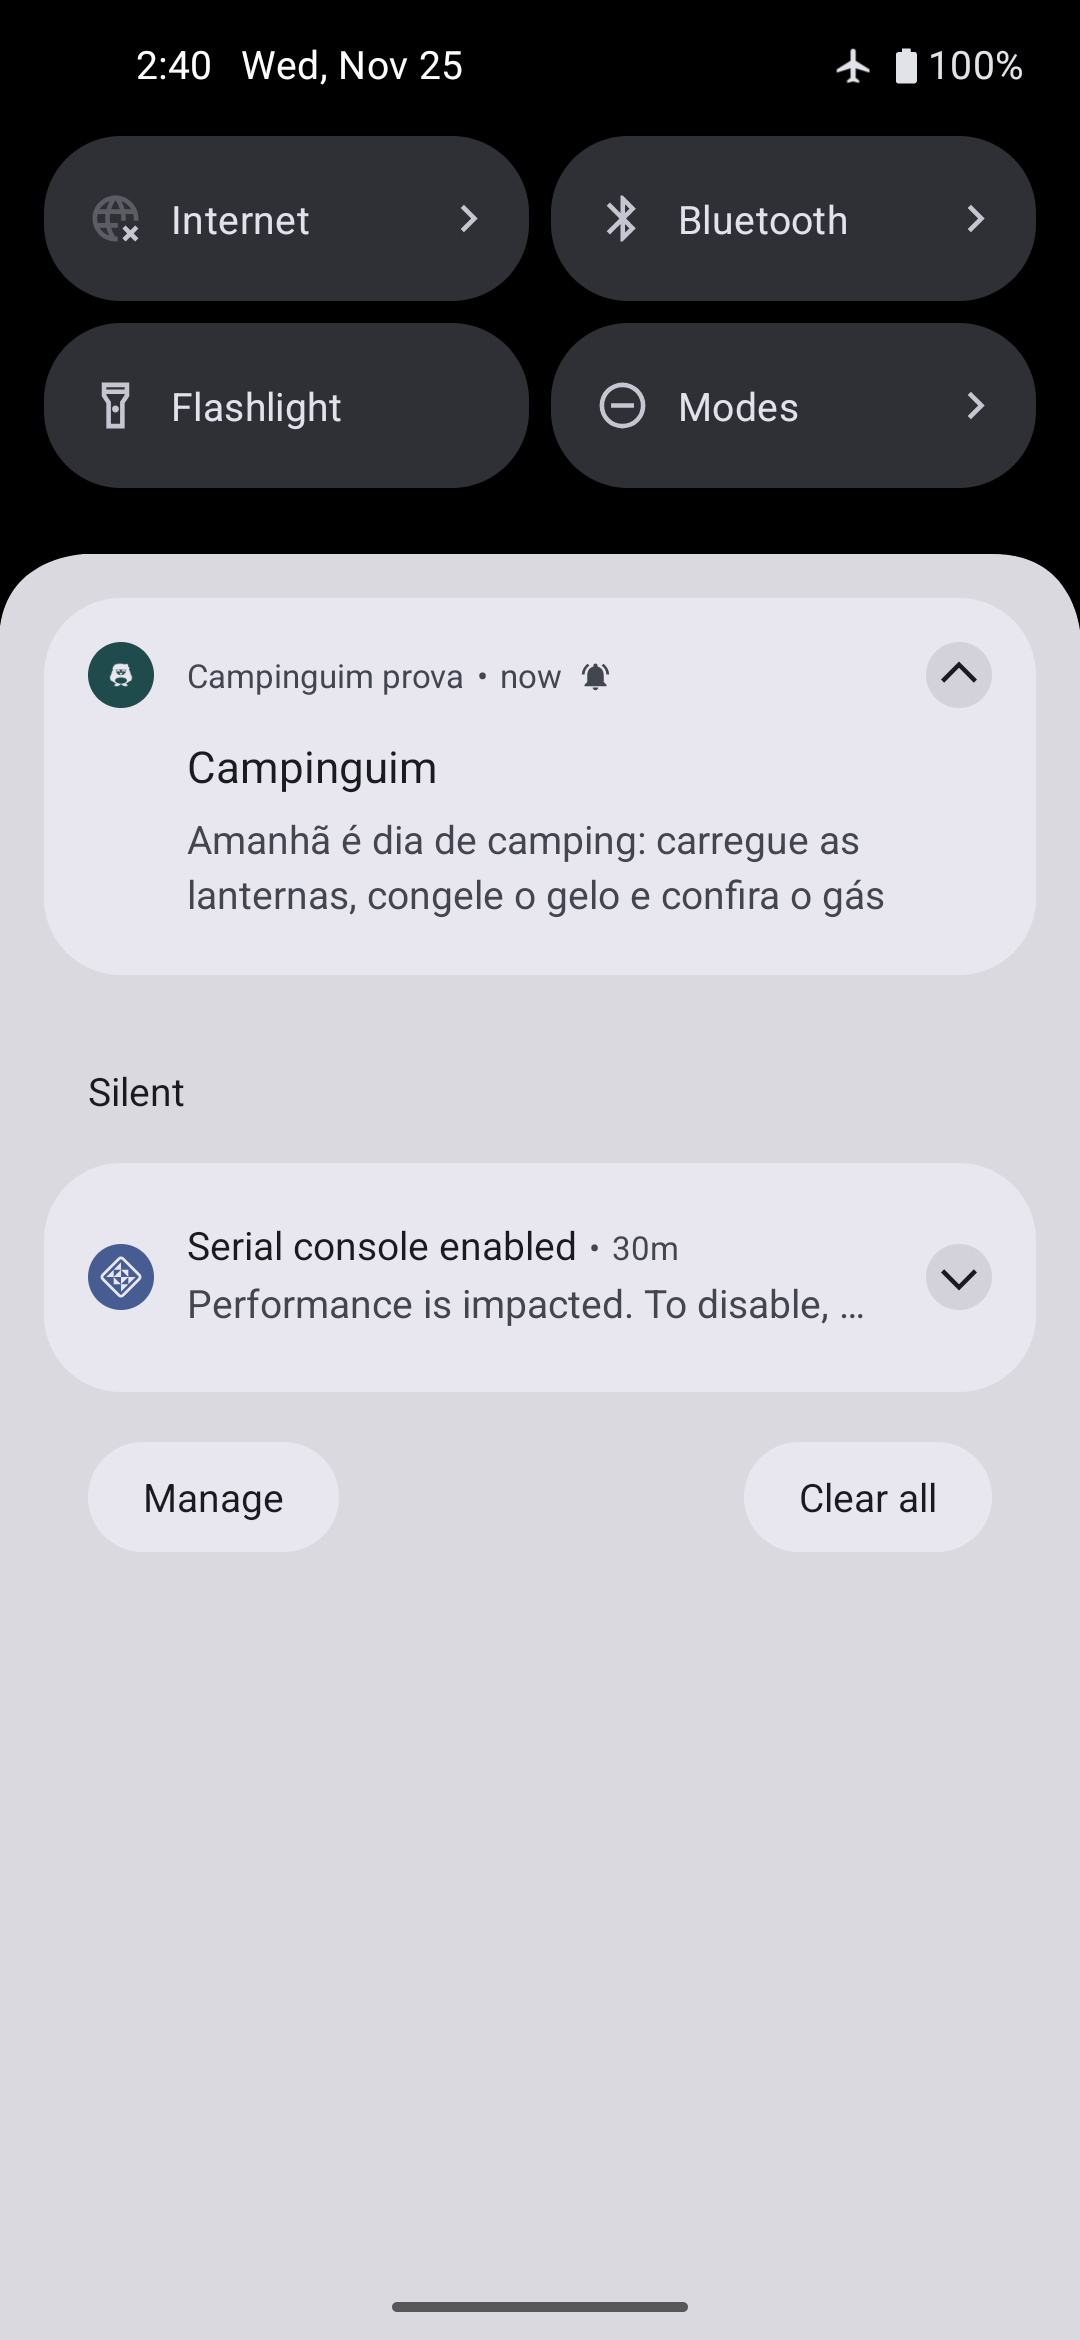 2:40 Wed, Nov 25 100%
Internet Bluetooth
Flashlight Modes
Campinguim prova • now
Campinguim
Amanhã é dia de camping: carregue as
lanternas, congele o gelo e confira o gás
Silent
Serial console enabled • 30m
Performance is impacted. To disable, …
Manage Clear all